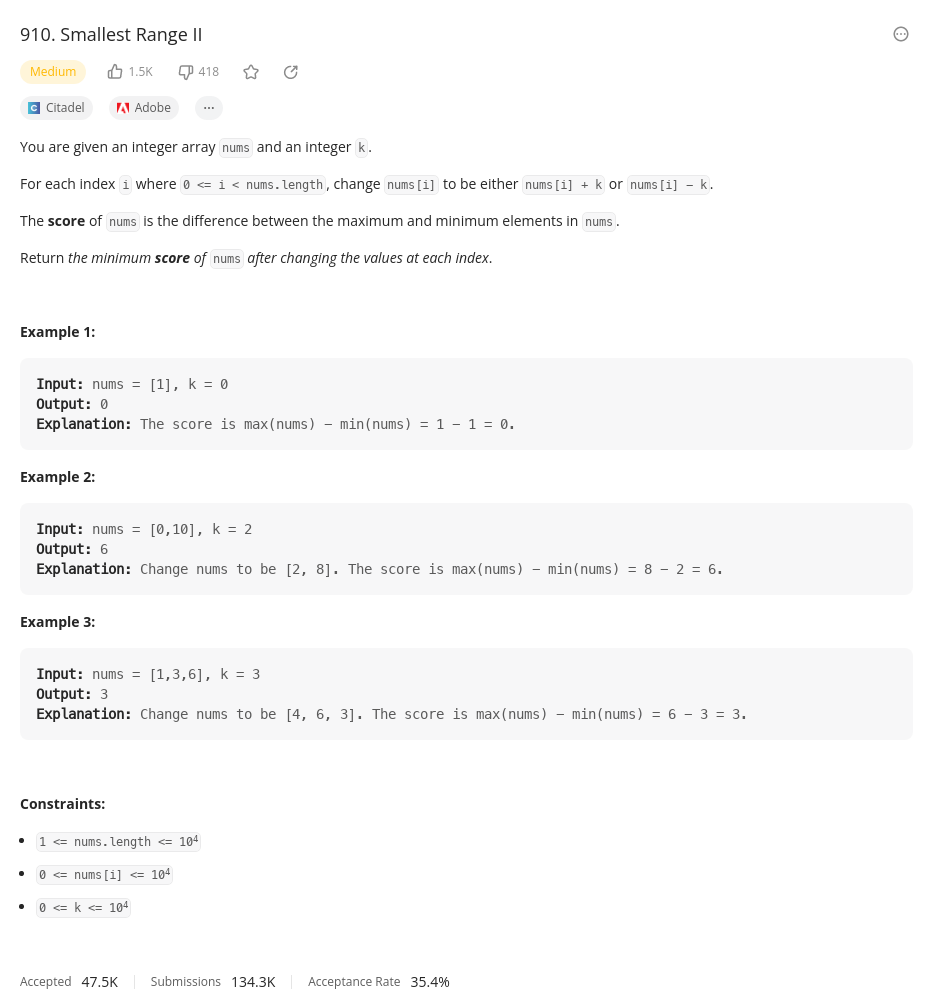 910. Smallest Range II
Medium 1.5K 418
C Citadel Adobe ...
You are given an integer array nums and an integer k.
For each index i where 0 <= i < nums.length, change nums[i] to be either nums[i] + k or nums[i] - k.
The score of nums is the difference between the maximum and minimum elements in nums.
Return the minimum score of nums after changing the values at each index.
Example 1:
Input: nums = [1], k = 0
Output: 0
Explanation: The score is max(nums) - min(nums) = 1 - 1 = 0.
Example 2:
Input: nums = [0,10], k = 2
Output: 6
Explanation: Change nums to be [2, 8]. The score is max(nums) - min(nums) = 8 - 2 = 6.
Example 3:
Input: nums = [1,3,6], k = 3
Output: 3
Explanation: Change nums to be [4, 6, 3]. The score is max(nums) - min(nums) = 6 - 3 = 3.
Constraints:
1 <= nums.length <= 10⁴
0 <= nums[i] <= 10⁴
0 <= k <= 10⁴
Accepted 47.5K Submissions 134.3K Acceptance Rate 35.4%